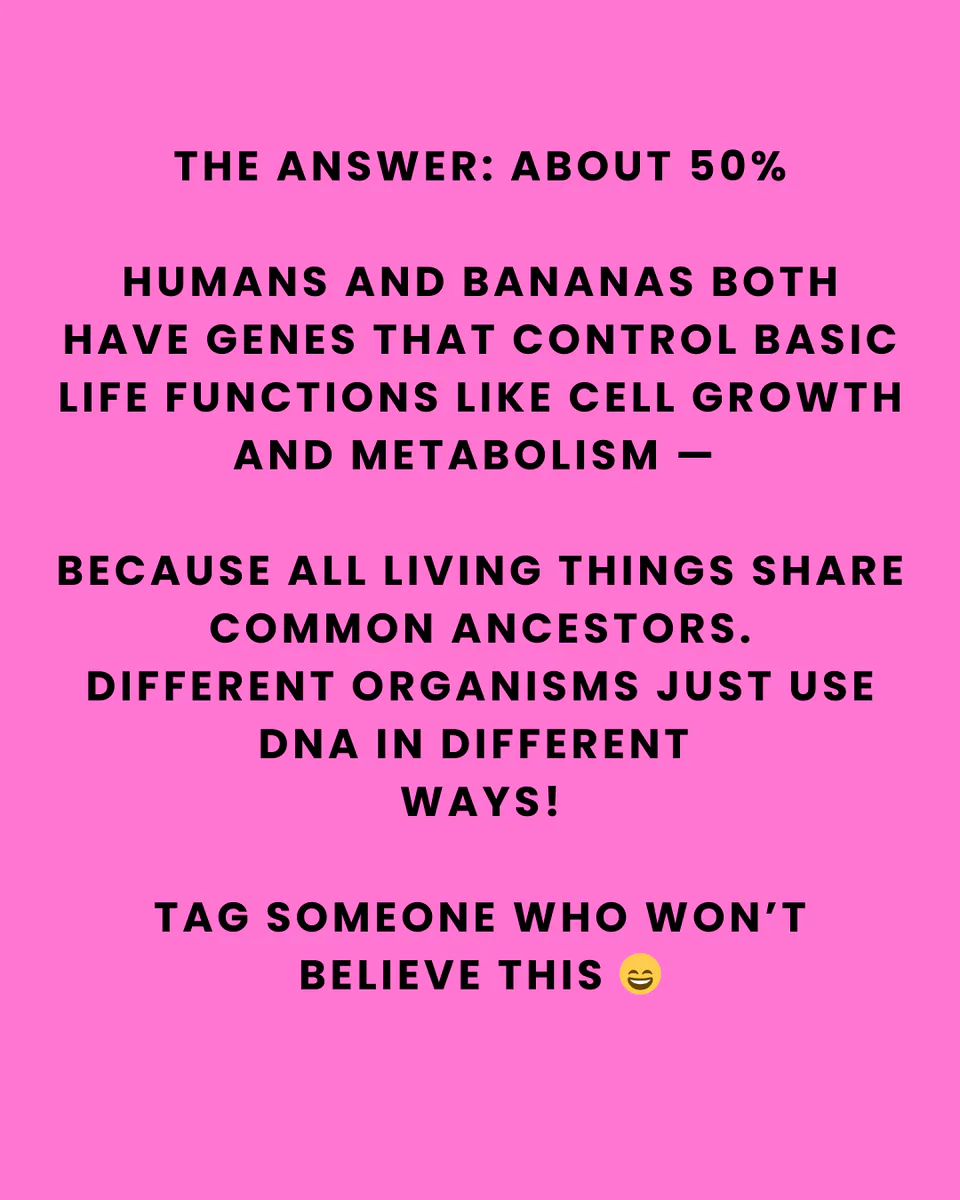 THE ANSWER: ABOUT 50%
HUMANS AND BANANAS BOTH
HAVE GENES THAT CONTROL BASIC
LIFE FUNCTIONS LIKE CELL GROWTH
AND METABOLISM —
BECAUSE ALL LIVING THINGS SHARE
COMMON ANCESTORS.
DIFFERENT ORGANISMS JUST USE
DNA IN DIFFERENT
WAYS!
TAG SOMEONE WHO WON’T
BELIEVE THIS 😄